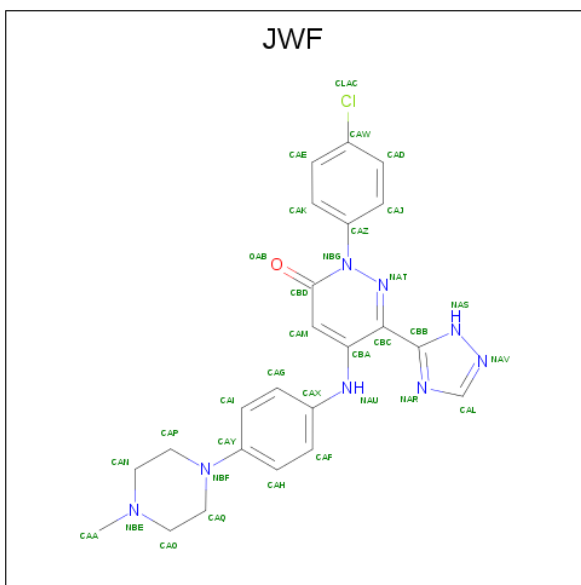 JWF
CLAC
Cl
CAW
CAE CAD
CAK CAJ
CAZ
OAB NBG NAT
O N N
CBD NAS
H
N
CAM CBC CBB
CBA N NAV
CAG NH N
CAX NAU NAR CAL
CAI
CAP CAY CAF
CAN N NBF CAH
N CAQ
CAA NBE
CAO